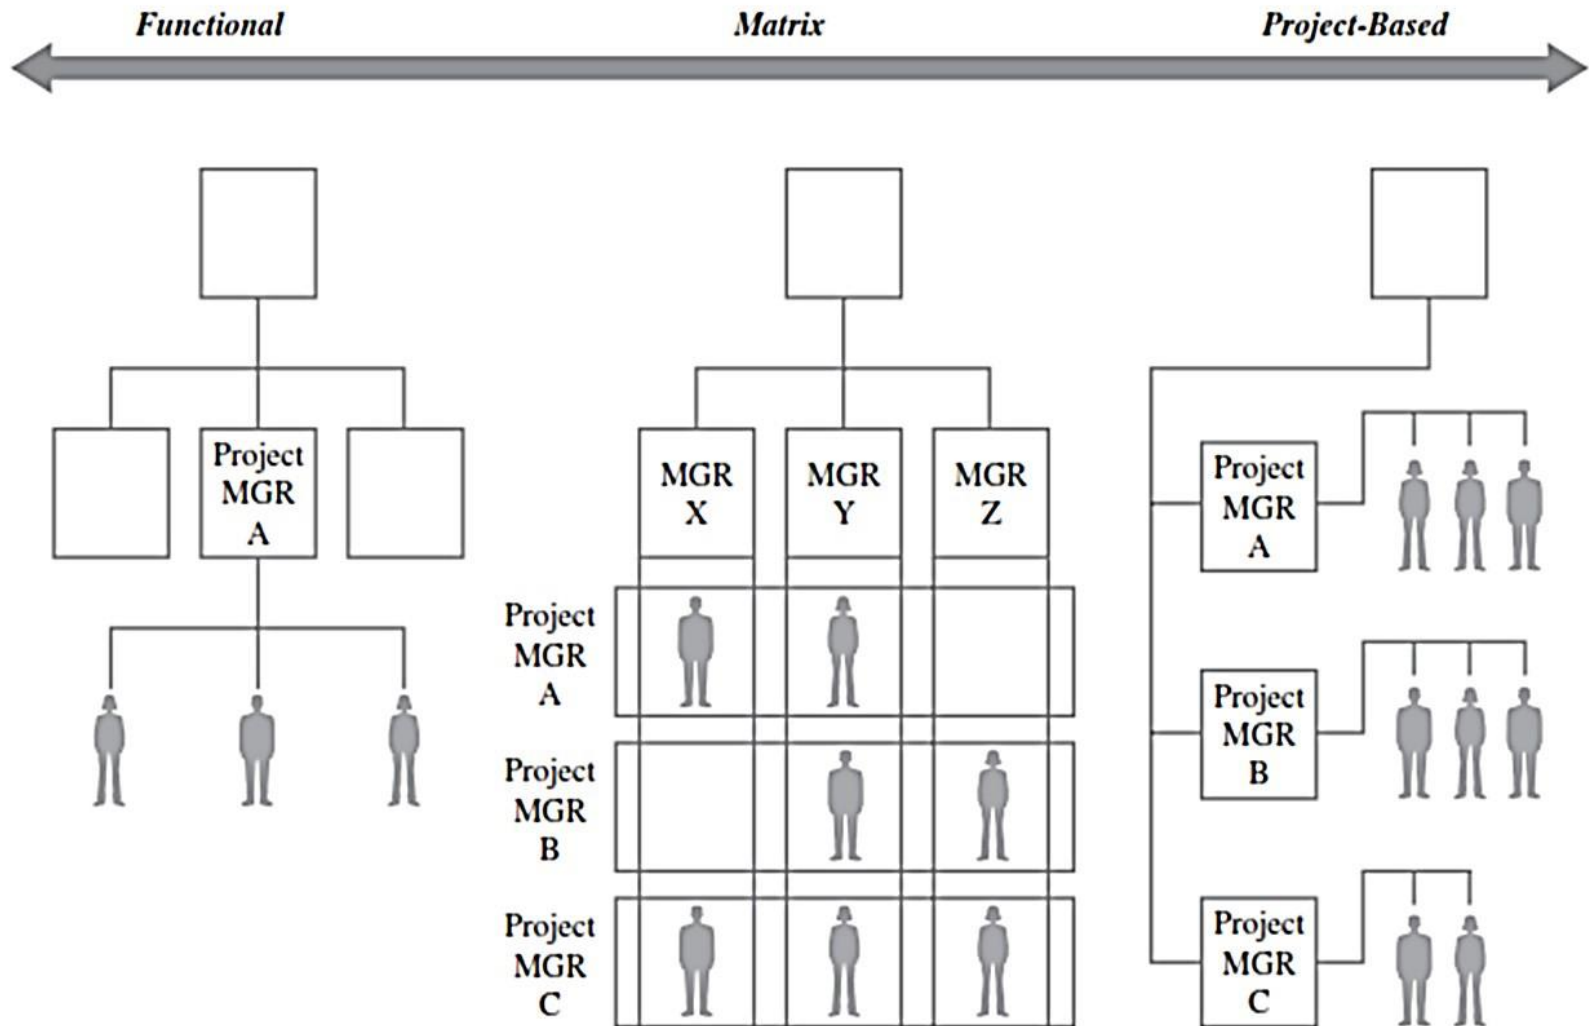 Functional
Matrix
Project-Based
Project
MGR
A
MGR
X
MGR
Y
MGR
Z
Project
MGR
A
Project
MGR
B
Project
MGR
C
Project
MGR
A
Project
MGR
B
Project
MGR
C